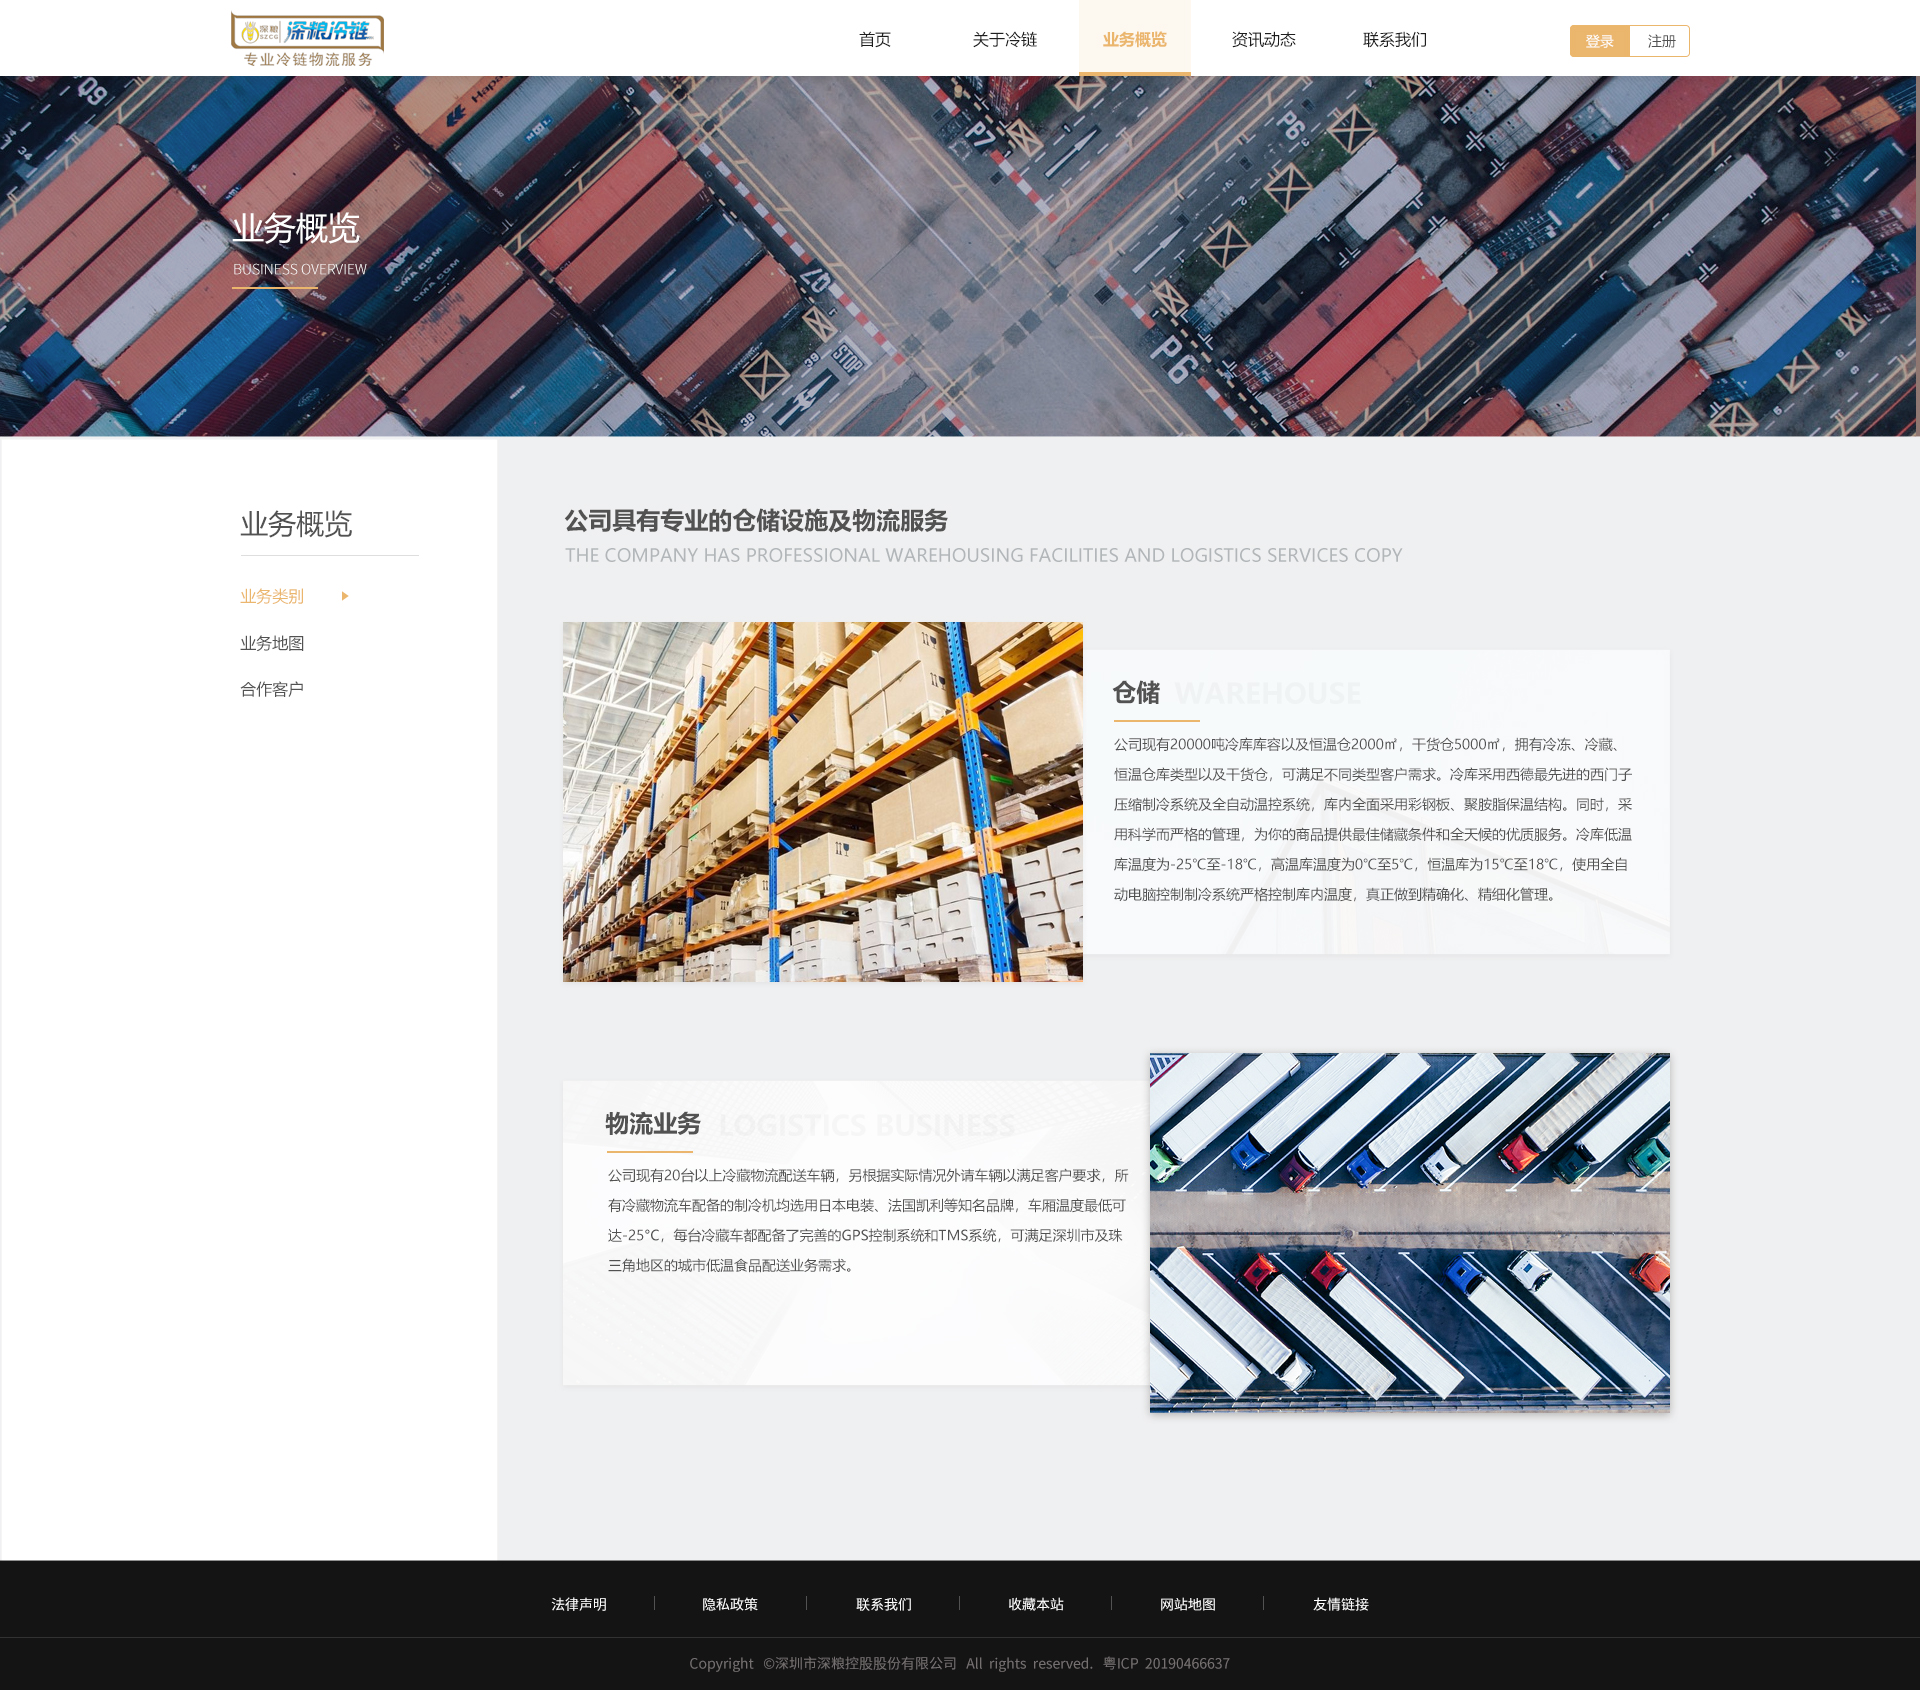 深粮 SZCG 深粮冷链
专业冷链物流服务
首页
关于冷链
业务概览
资讯动态
联系我们
登录
注册
Q9
34
P7
P6
L07
39
STOP
39
P6
APL
CMA CGM
CMA CGM
业务概览
BUSINESS OVERVIEW
业务概览
业务类别
业务地图
合作客户
公司具有专业的仓储设施及物流服务
THE COMPANY HAS PROFESSIONAL WAREHOUSING FACILITIES AND LOGISTICS SERVICES COPY
仓储 WAREHOUSE
公司现有20000吨冷库库容以及恒温仓2000㎡，干货仓5000㎡，拥有冷冻、冷藏、
恒温仓库类型以及干货仓，可满足不同类型客户需求。冷库采用西德最先进的西门子
压缩制冷系统及全自动温控系统，库内全面采用彩钢板、聚胺脂保温结构。同时，采
用科学而严格的管理，为你的商品提供最佳储藏条件和全天候的优质服务。冷库低温
库温度为-25℃至-18℃，高温库温度为0℃至5℃，恒温库为15℃至18℃，使用全自
动电脑控制制冷系统严格控制库内温度，真正做到精确化、精细化管理。
物流业务 LOGISTICS BUSINESS
公司现有20台以上冷藏物流配送车辆，另根据实际情况外请车辆以满足客户要求，所
有冷藏物流车配备的制冷机均选用日本电装、法国凯利等知名品牌，车厢温度最低可
达-25°C，每台冷藏车都配备了完善的GPS控制系统和TMS系统，可满足深圳市及珠
三角地区的城市低温食品配送业务需求。
法律声明
隐私政策
联系我们
收藏本站
网站地图
友情链接
Copyright ©深圳市深粮控股股份有限公司 All rights reserved. 粤ICP 20190466637